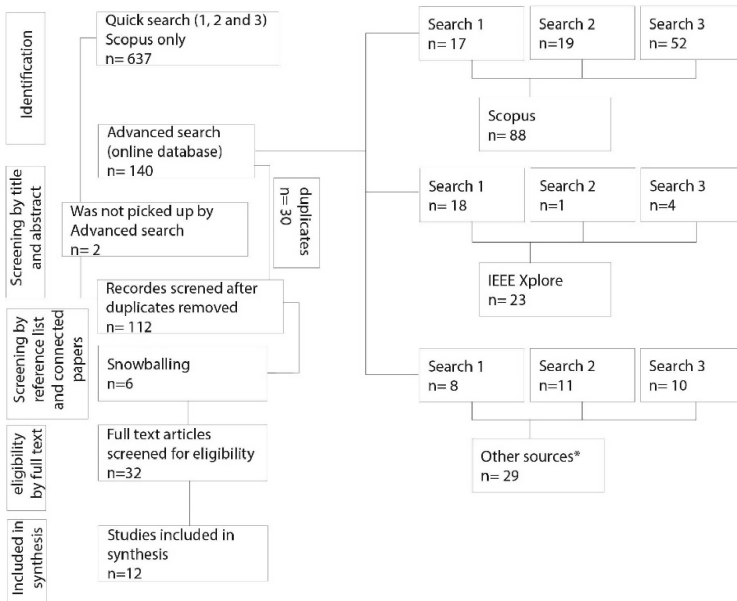 Identification
Quick search (1, 2 and 3)
Scopus only
n= 637
Advanced search
(online database)
n= 140
duplicates
n= 30
Screening by title
and abstract
Was not picked up by
Advanced search
n= 2
Recordes screned after
duplicates removed
n= 112
Screening by
reference list
and connected
papers
Snowballing
n=6
eligibility
by full text
Full text articles
screened for eligibility
n=32
Included in
synthesis
Studies included in
synthesis
n=12
Search 1
n= 17
Search 2
n=19
Search 3
n= 52
Scopus
n= 88
Search 1
n= 18
Search 2
n=1
Search 3
n=4
IEEE Xplore
n= 23
Search 1
n= 8
Search 2
n=11
Search 3
n= 10
Other sources*
n= 29